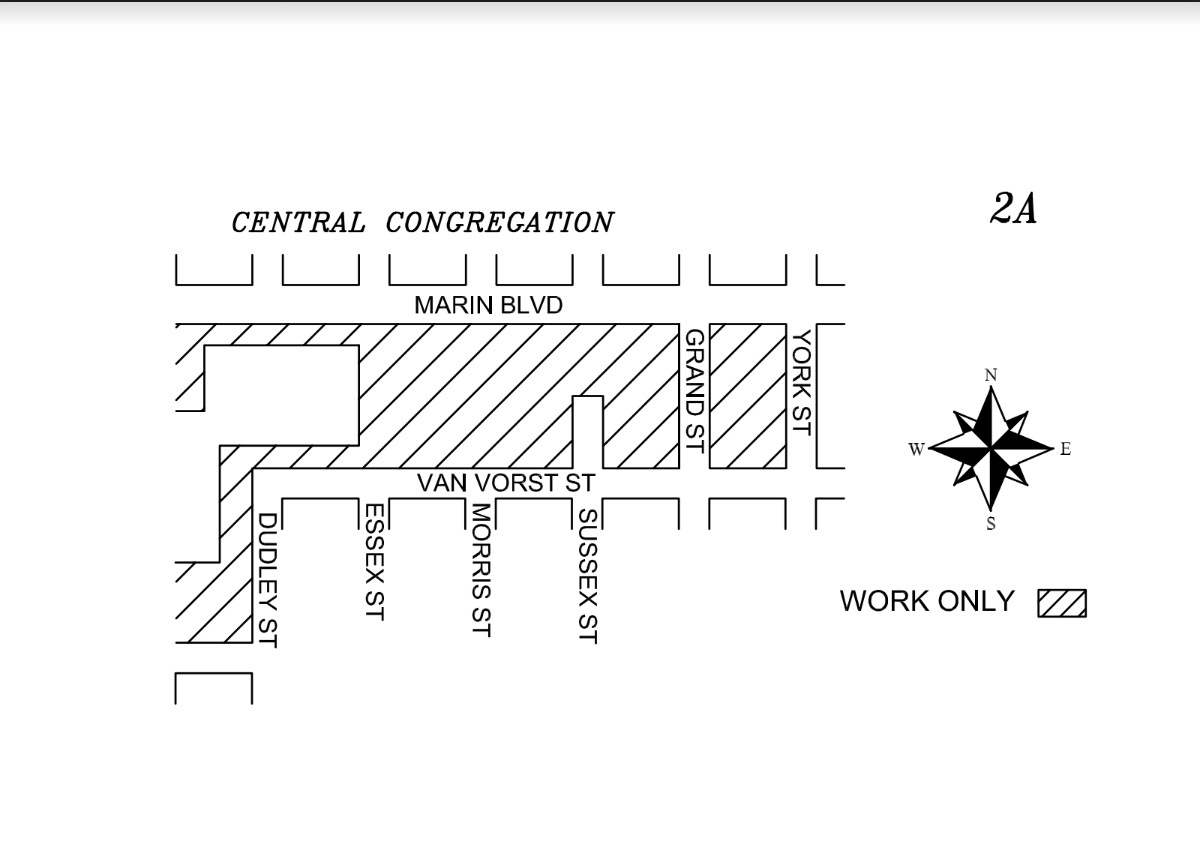 2A
CENTRAL CONGREGATION
MARIN BLVD
GRAND ST
YORK ST
N
W
E
S
VAN VORST ST
DUDLEY ST
ESSEX ST
MORRIS ST
SUSSEX ST
WORK ONLY